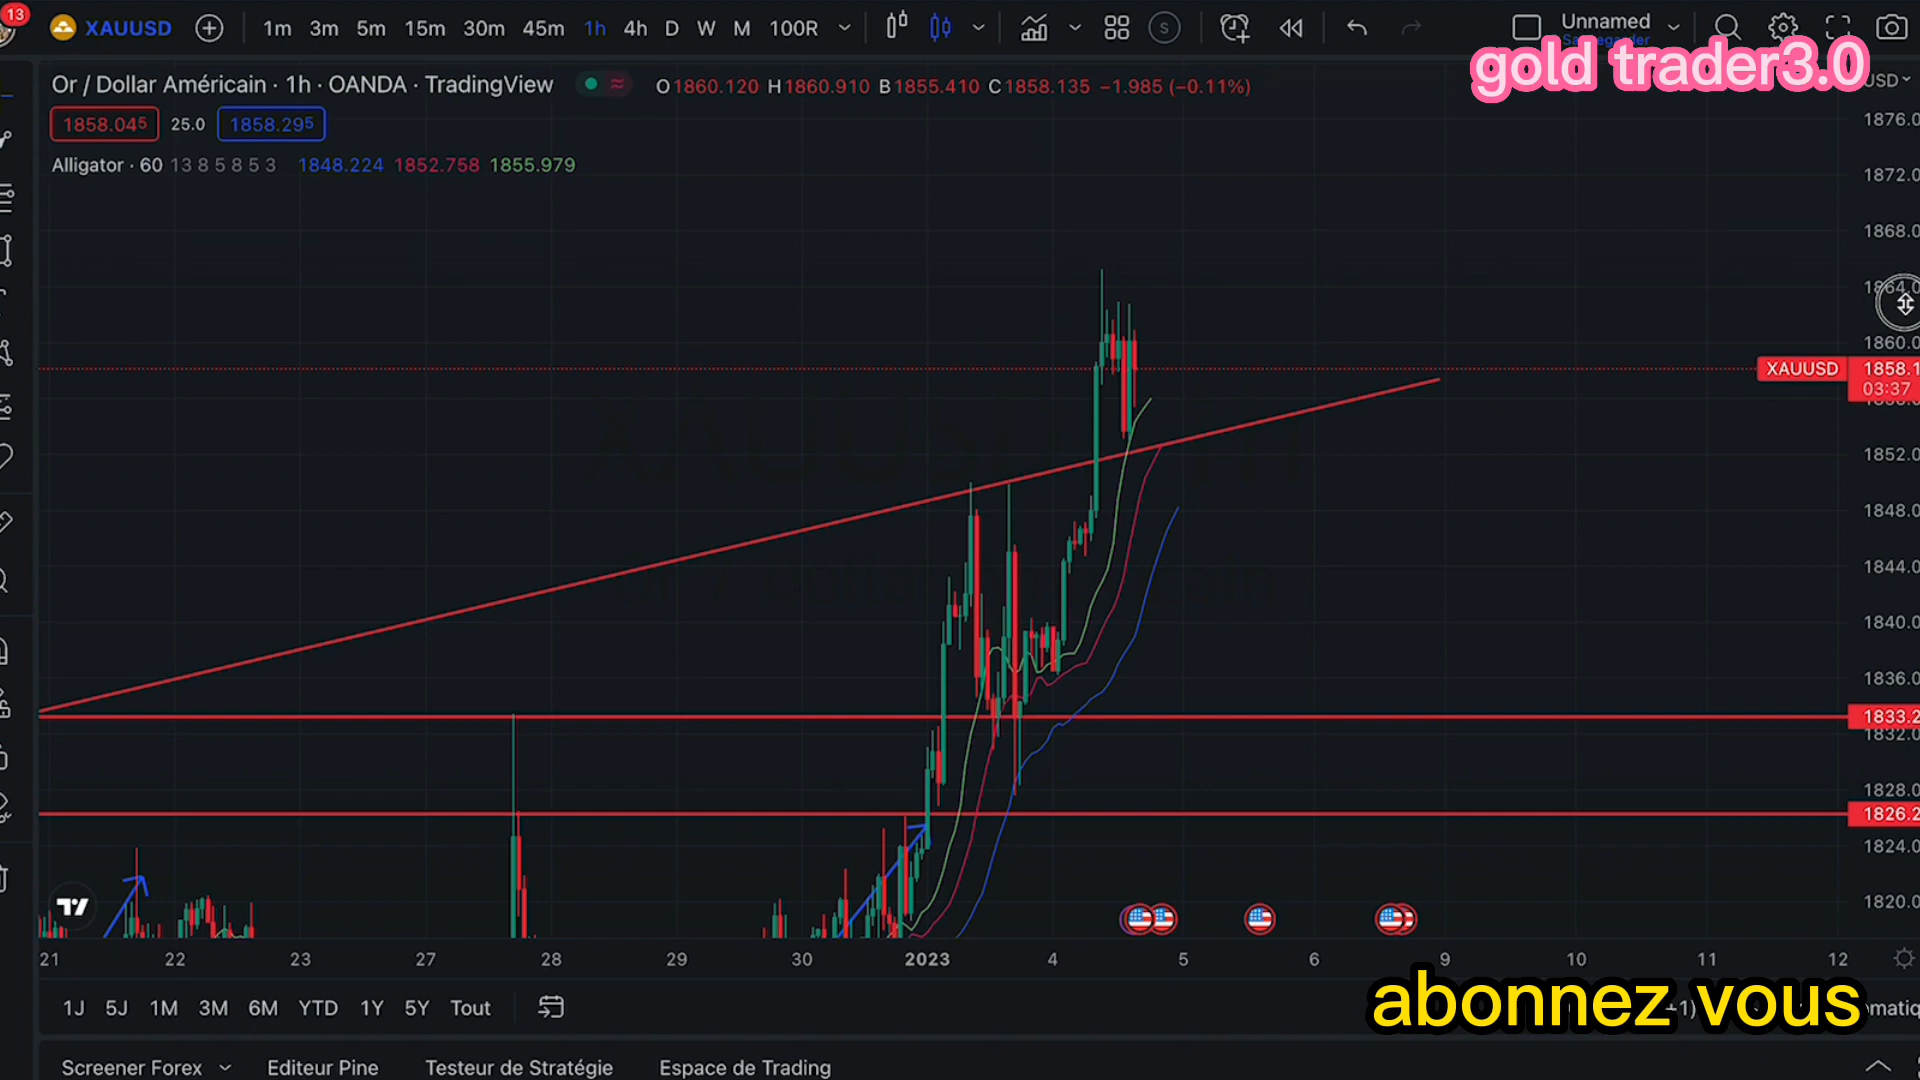 13
XAUUSD
1m 3m 5m 15m 30m 45m 1h 4h D W M 100R
S
Unnamed
gold trader3.0
Or / Dollar Américain · 1h · OANDA · TradingView
O1860.120 H1860.910 B1855.410 C1858.135 −1.985 (−0.11%)
1858.045 25.0 1858.295
Alligator · 60 13 8 5 8 5 3 1848.224 1852.758 1855.979
USD
1876.0
1872.0
1868.0
1864.0
1860.0
XAUUSD 1858.1
03:37
1852.0
1848.0
1844.0
1840.0
1836.0
1833.2
1832.0
1828.0
1826.2
1824.0
1820.0
21 22 23 27 28 29 30 2023 4 5 6 9 10 11 12
1J 5J 1M 3M 6M YTD 1Y 5Y Tout
abonnez vous
Screener Forex Editeur Pine Testeur de Stratégie Espace de Trading